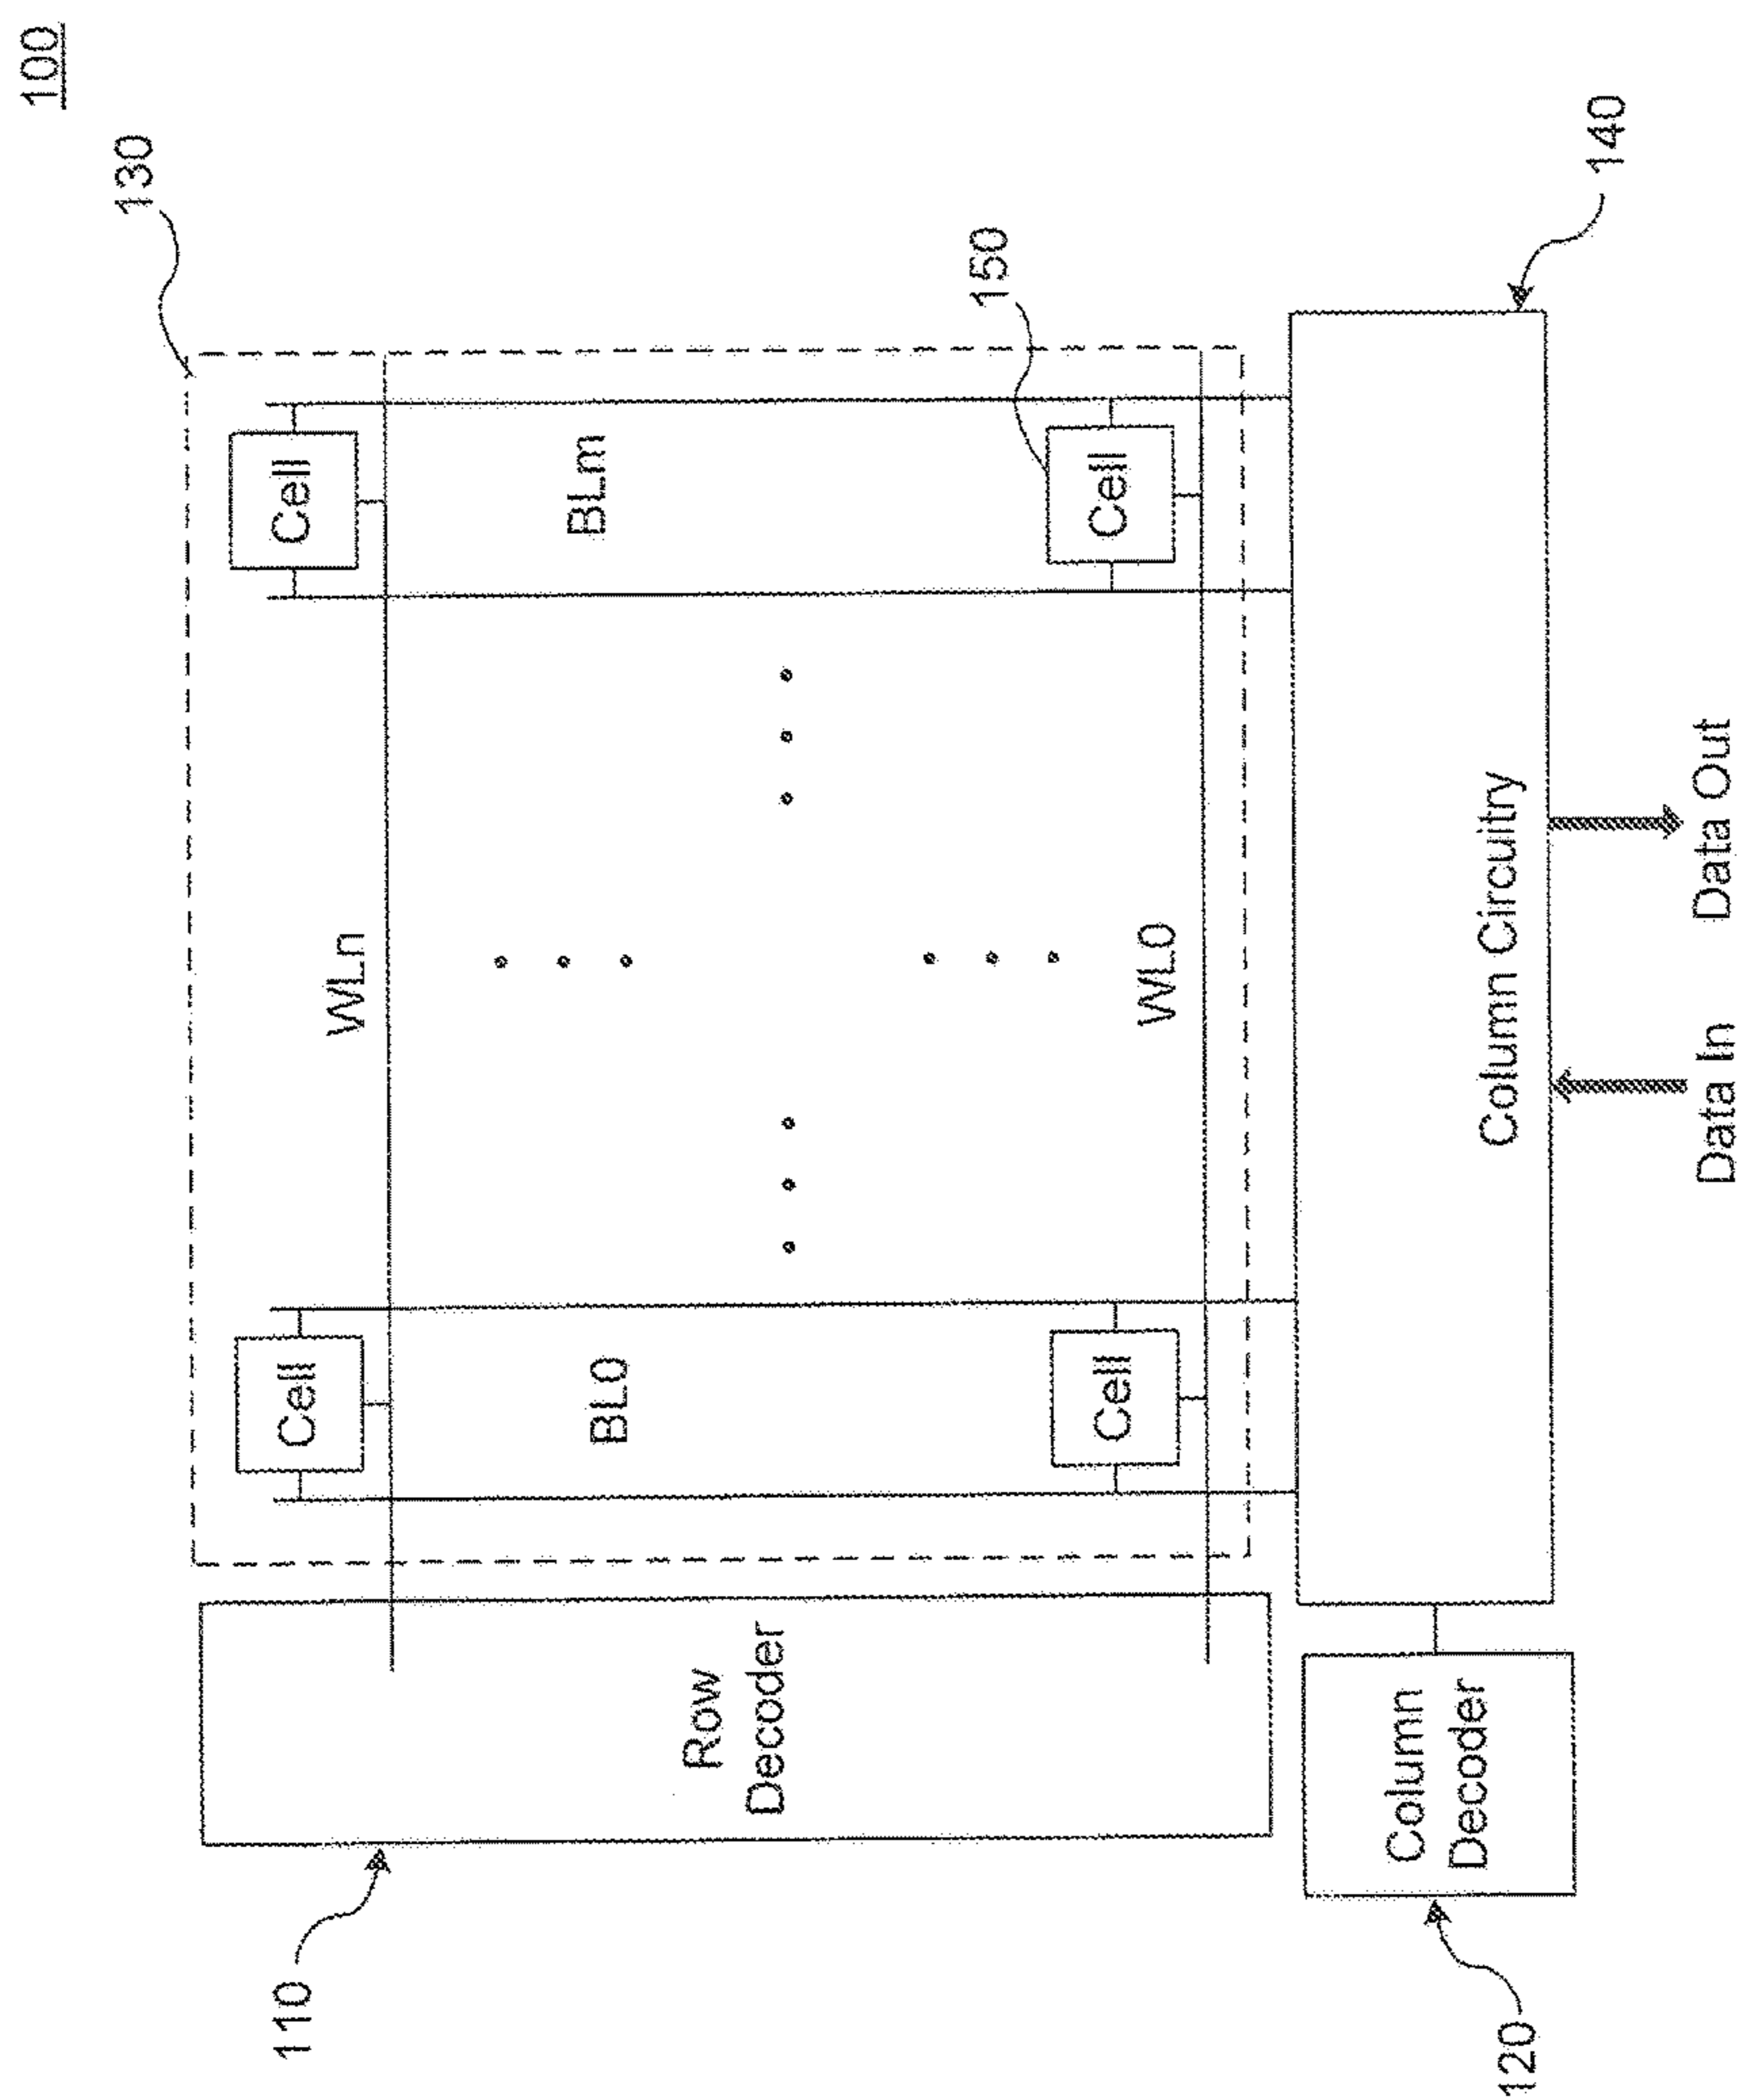 100
130
110
Cell
Cell
WLn
BL0
BLm
Row
Decoder
150
Cell
Cell
WL0
Column
Decoder
Column Circuitry
120
140
Data In
Data Out